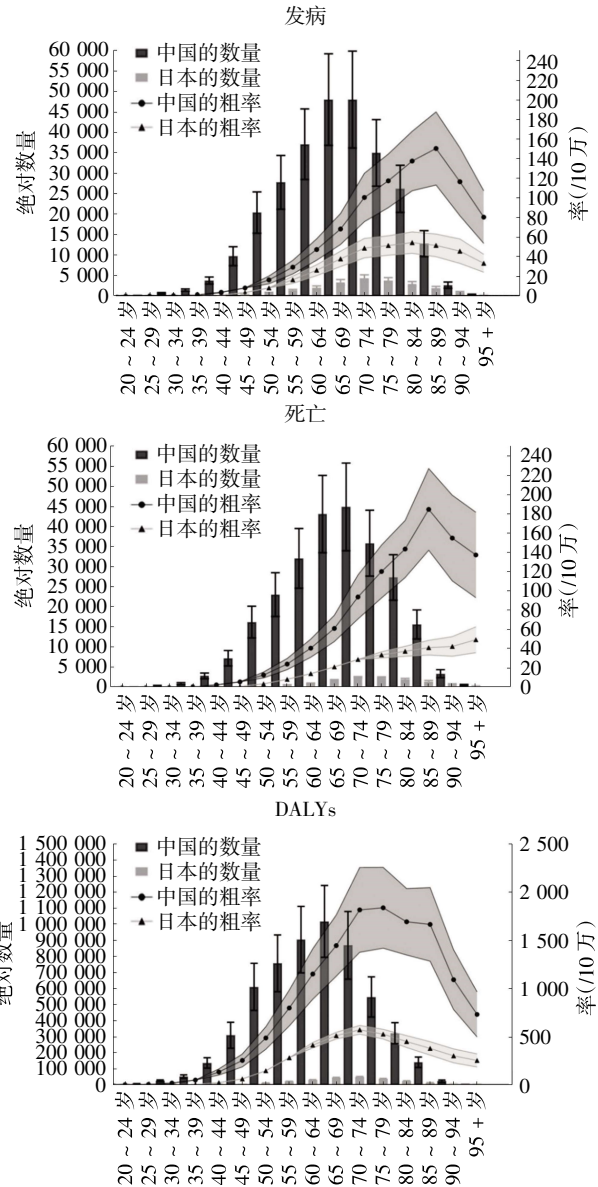 发病
绝对数量
60 000
55 000
50 000
45 000
40 000
35 000
30 000
25 000
20 000
15 000
10 000
5 000
0
中国的数量
日本的数量
中国的粗率
日本的粗率
240
220
200
180
160
140
120
100
80
60
40
20
0
率(/10 万)
20 ~ 24 岁
25 ~ 29 岁
30 ~ 34 岁
35 ~ 39 岁
40 ~ 44 岁
45 ~ 49 岁
50 ~ 54 岁
55 ~ 59 岁
60 ~ 64 岁
65 ~ 69 岁
70 ~ 74 岁
75 ~ 79 岁
80 ~ 84 岁
85 ~ 89 岁
90 ~ 94 岁
95 + 岁
死亡
绝对数量
60 000
55 000
50 000
45 000
40 000
35 000
30 000
25 000
20 000
15 000
10 000
5 000
0
中国的数量
日本的数量
中国的粗率
日本的粗率
240
220
200
180
160
140
120
100
80
60
40
20
0
率(/10 万)
20 ~ 24 岁
25 ~ 29 岁
30 ~ 34 岁
35 ~ 39 岁
40 ~ 44 岁
45 ~ 49 岁
50 ~ 54 岁
55 ~ 59 岁
60 ~ 64 岁
65 ~ 69 岁
70 ~ 74 岁
75 ~ 79 岁
80 ~ 84 岁
85 ~ 89 岁
90 ~ 94 岁
95 + 岁
DALYs
绝对数量
1 500 000
1 400 000
1 300 000
1 200 000
1 100 000
1 000 000
900 000
800 000
700 000
600 000
500 000
400 000
300 000
200 000
100 000
0
中国的数量
日本的数量
中国的粗率
日本的粗率
2 500
2 000
1 500
1 000
500
0
率(/10 万)
20 ~ 24 岁
25 ~ 29 岁
30 ~ 34 岁
35 ~ 39 岁
40 ~ 44 岁
45 ~ 49 岁
50 ~ 54 岁
55 ~ 59 岁
60 ~ 64 岁
65 ~ 69 岁
70 ~ 74 岁
75 ~ 79 岁
80 ~ 84 岁
85 ~ 89 岁
90 ~ 94 岁
95 + 岁